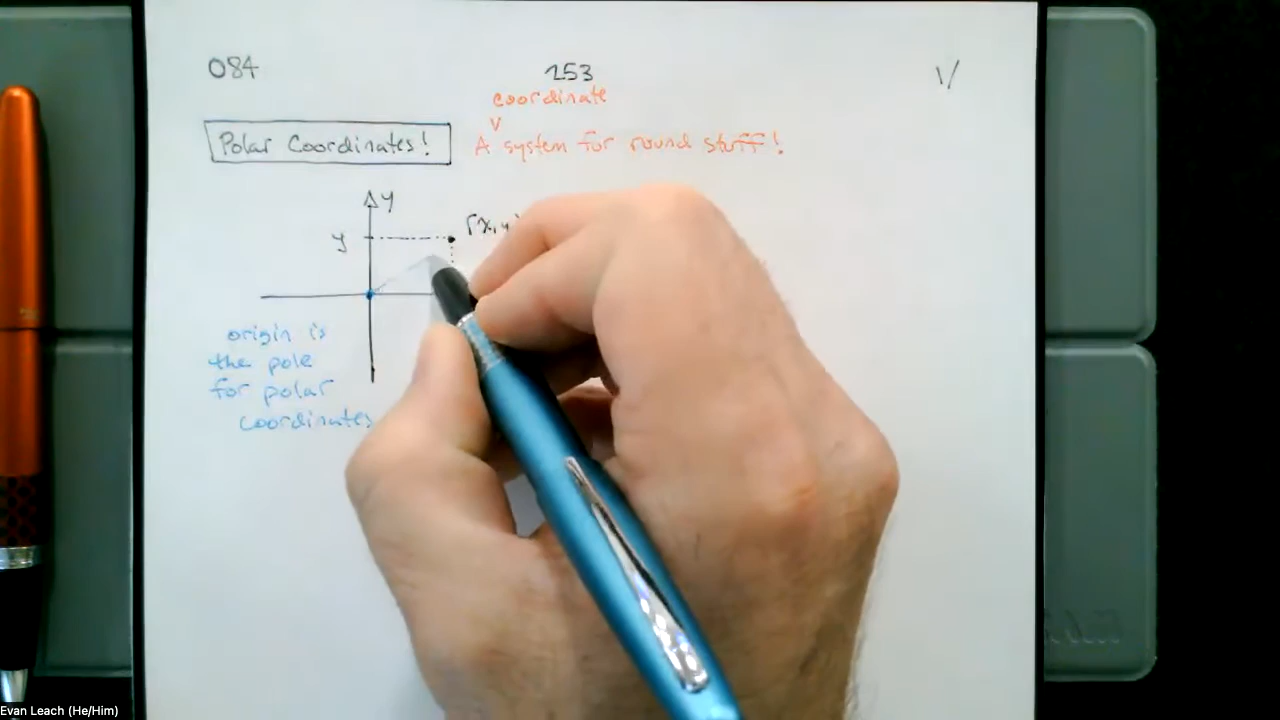 084 253 1/
coordinate
v
Polar Coordinates! A system for round stuff!
y
y
origin is
the pole
for polar
coordinates
Evan Leach (He/Him)